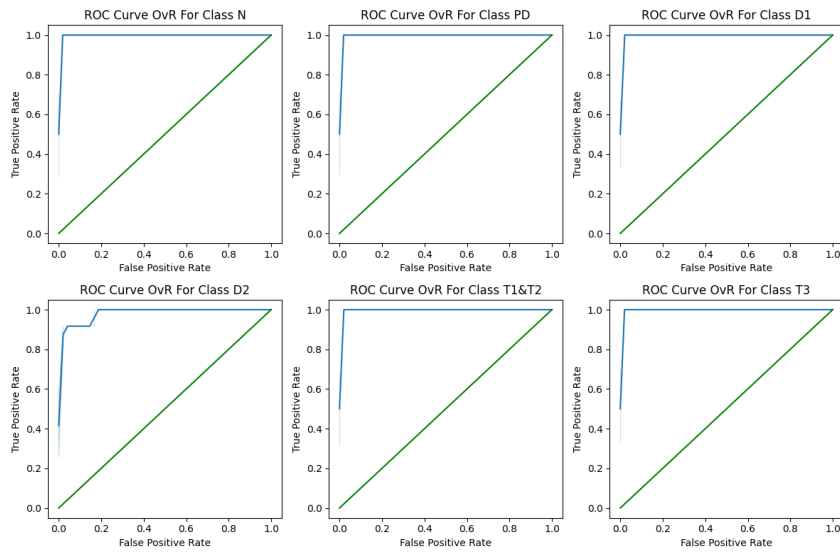 ROC Curve OvR For Class N
1.0
0.8
0.6
0.4
0.2
0.0
True Positive Rate
0.0 0.2 0.4 0.6 0.8 1.0
False Positive Rate
ROC Curve OvR For Class PD
1.0
0.8
0.6
0.4
0.2
0.0
True Positive Rate
0.0 0.2 0.4 0.6 0.8 1.0
False Positive Rate
ROC Curve OvR For Class D1
1.0
0.8
0.6
0.4
0.2
0.0
True Positive Rate
0.0 0.2 0.4 0.6 0.8 1.0
False Positive Rate
ROC Curve OvR For Class D2
1.0
0.8
0.6
0.4
0.2
0.0
True Positive Rate
0.0 0.2 0.4 0.6 0.8 1.0
False Positive Rate
ROC Curve OvR For Class T1&T2
1.0
0.8
0.6
0.4
0.2
0.0
True Positive Rate
0.0 0.2 0.4 0.6 0.8 1.0
False Positive Rate
ROC Curve OvR For Class T3
1.0
0.8
0.6
0.4
0.2
0.0
True Positive Rate
0.0 0.2 0.4 0.6 0.8 1.0
False Positive Rate